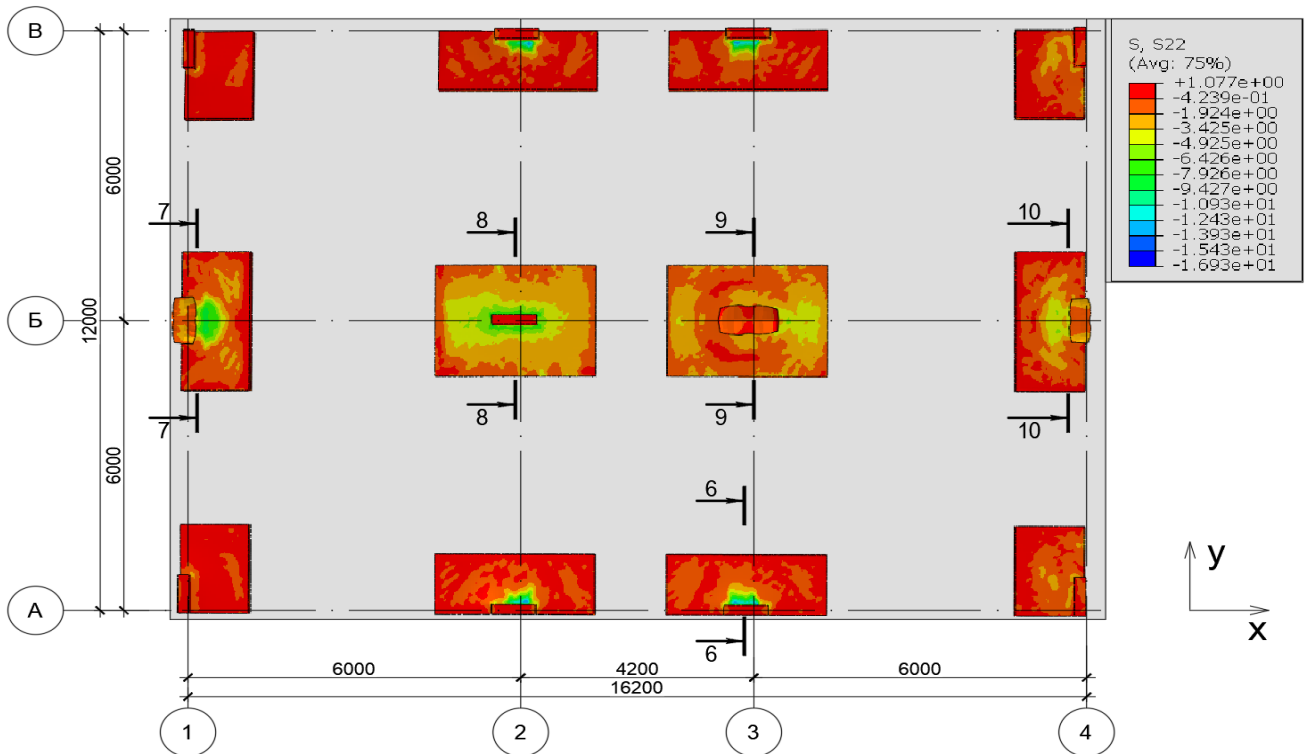 В
S, S22
(Avg: 75%)
+1.077e+00
-4.239e-01
-1.924e+00
-3.425e+00
-4.925e+00
-6.426e+00
-7.926e+00
-9.427e+00
-1.093e+01
-1.243e+01
-1.393e+01
-1.543e+01
-1.693e+01
6000
7
8
9
10
Б
12000
7
8
9
10
6000
6
А
6
y
x
6000
4200
6000
16200
1
2
3
4